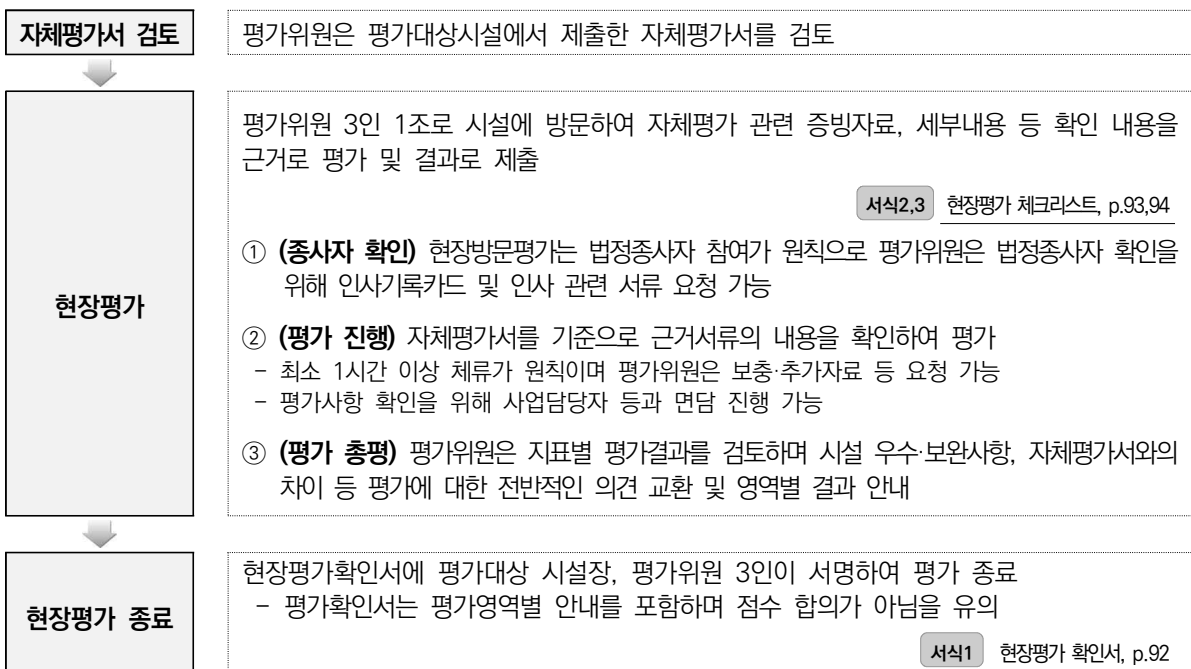 자체평가서 검토
평가위원은 평가대상시설에서 제출한 자체평가서를 검토
현장평가
평가위원 3인 1조로 시설에 방문하여 자체평가 관련 증빙자료, 세부내용 등 확인 내용을
근거로 평가 및 결과로 제출
서식2,3 현장평가 체크리스트, p.93,94
① (종사자 확인) 현장방문평가는 법정종사자 참여가 원칙으로 평가위원은 법정종사자 확인을
위해 인사기록카드 및 인사 관련 서류 요청 가능
② (평가 진행) 자체평가서를 기준으로 근거서류의 내용을 확인하여 평가
- 최소 1시간 이상 체류가 원칙이며 평가위원은 보충·추가자료 등 요청 가능
- 평가사항 확인을 위해 사업담당자 등과 면담 진행 가능
③ (평가 총평) 평가위원은 지표별 평가결과를 검토하며 시설 우수·보완사항, 자체평가서와의
차이 등 평가에 대한 전반적인 의견 교환 및 영역별 결과 안내
현장평가 종료
현장평가확인서에 평가대상 시설장, 평가위원 3인이 서명하여 평가 종료
- 평가확인서는 평가영역별 안내를 포함하며 점수 합의가 아님을 유의
서식1 현장평가 확인서, p.92